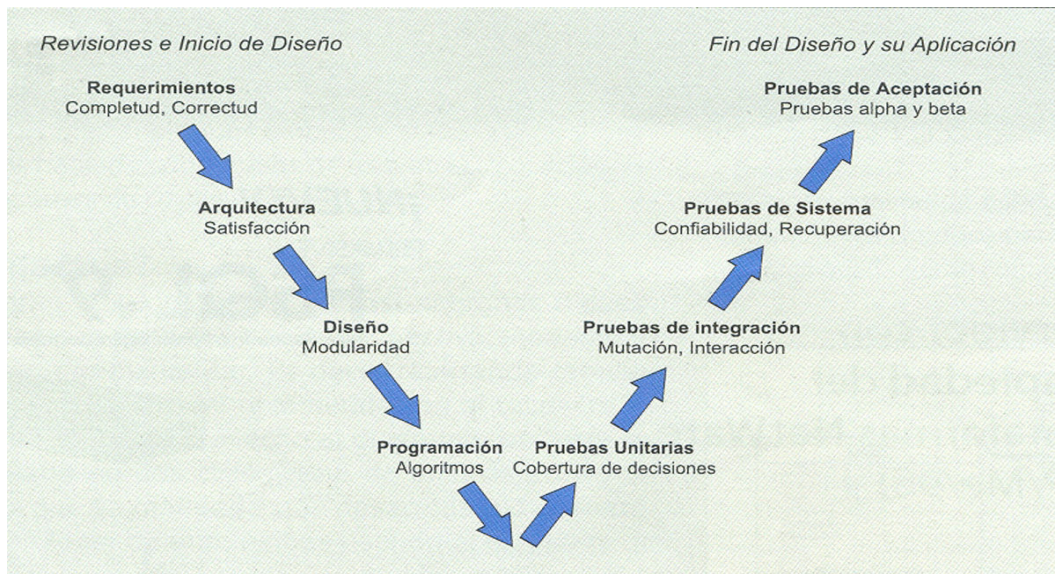 Revisiones e Inicio de Diseño
Fin del Diseño y su Aplicación
Requerimientos
Completud, Correctud
Pruebas de Aceptación
Pruebas alpha y beta
Arquitectura
Satisfacción
Pruebas de Sistema
Confiabilidad, Recuperación
Diseño
Modularidad
Pruebas de integración
Mutación, Interacción
Programación
Algoritmos
Pruebas Unitarias
Cobertura de decisiones